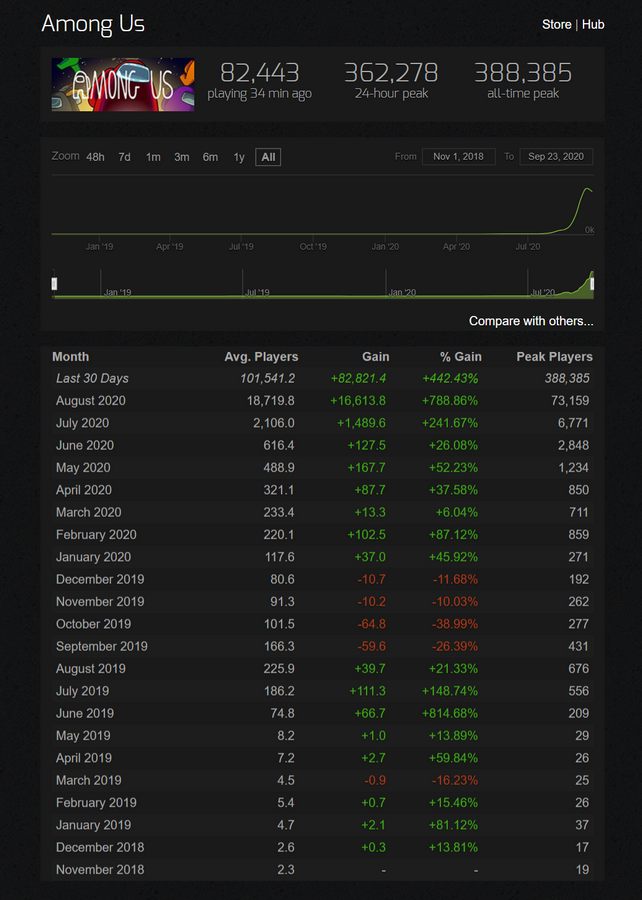 Among Us
Store | Hub
AMONG US
82,443 362,278 388,385
playing 34 min ago 24-hour peak all-time peak
Zoom 48h 7d 1m 3m 6m 1y All From Nov 1, 2018 To Sep 23, 2020
0k
Jan '19 Apr '19 Jul '19 Oct '19 Jan '20 Apr '20 Jul '20
Jan '19 Jul '19 Jan '20 Jul '20
Compare with others...
Month Avg. Players Gain % Gain Peak Players
Last 30 Days 101,541.2 +82,821.4 +442.43% 388,385
August 2020 18,719.8 +16,613.8 +788.86% 73,159
July 2020 2,106.0 +1,489.6 +241.67% 6,771
June 2020 616.4 +127.5 +26.08% 2,848
May 2020 488.9 +167.7 +52.23% 1,234
April 2020 321.1 +87.7 +37.58% 850
March 2020 233.4 +13.3 +6.04% 711
February 2020 220.1 +102.5 +87.12% 859
January 2020 117.6 +37.0 +45.92% 271
December 2019 80.6 -10.7 -11.68% 192
November 2019 91.3 -10.2 -10.03% 262
October 2019 101.5 -64.8 -38.99% 277
September 2019 166.3 -59.6 -26.39% 431
August 2019 225.9 +39.7 +21.33% 676
July 2019 186.2 +111.3 +148.74% 556
June 2019 74.8 +66.7 +814.68% 209
May 2019 8.2 +1.0 +13.89% 29
April 2019 7.2 +2.7 +59.84% 26
March 2019 4.5 -0.9 -16.23% 25
February 2019 5.4 +0.7 +15.46% 26
January 2019 4.7 +2.1 +81.12% 37
December 2018 2.6 +0.3 +13.81% 17
November 2018 2.3 - - 19